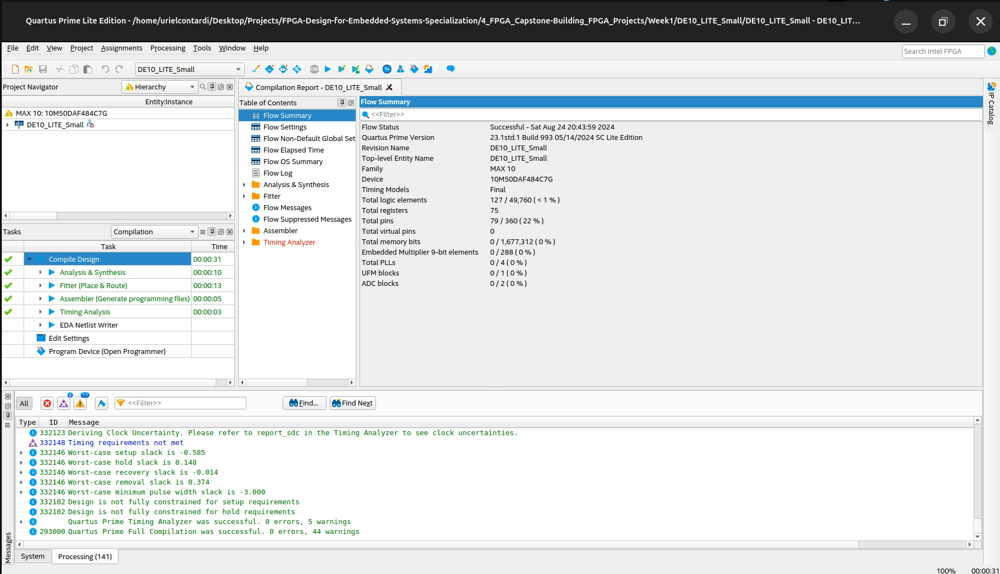 Quartus Prime Lite Edition - /home/urielcontardi/Desktop/Projects/FPGA-Design-for-Embedded-Systems-Specialization/4_FPGA_Capstone-Building_FPGA_Projects/Week1/DE10_LITE_Small/DE10_LITE_Small - DE10_LIT...
File Edit View Project Assignments Processing Tools Window Help
Search Intel FPGA
DE10_LITE_Small
STOP
Project Navigator
Hierarchy
Entity:Instance
MAX 10: 10M50DAF484C7G
abc DE10_LITE_Small
Tasks
Compilation
Task Time
Compile Design 00:00:31
Analysis & Synthesis 00:00:10
Fitter (Place & Route) 00:00:13
Assembler (Generate programming files) 00:00:05
Timing Analysis 00:00:03
EDA Netlist Writer
Edit Settings
Program Device (Open Programmer)
Compilation Report - DE10_LITE_Small
Table of Contents
Flow Summary
Flow Settings
Flow Non-Default Global Set
Flow Elapsed Time
Flow OS Summary
Flow Log
Analysis & Synthesis
Fitter
Flow Messages
Flow Suppressed Messages
Assembler
Timing Analyzer
Flow Summary
<<Filter>>
Flow Status Successful - Sat Aug 24 20:43:59 2024
Quartus Prime Version 23.1std.1 Build 993 05/14/2024 SC Lite Edition
Revision Name DE10_LITE_Small
Top-level Entity Name DE10_LITE_Small
Family MAX 10
Device 10M50DAF484C7G
Timing Models Final
Total logic elements 127 / 49,760 ( < 1 % )
Total registers 75
Total pins 79 / 360 ( 22 % )
Total virtual pins 0
Total memory bits 0 / 1,677,312 ( 0 % )
Embedded Multiplier 9-bit elements 0 / 288 ( 0 % )
Total PLLs 0 / 4 ( 0 % )
UFM blocks 0 / 1 ( 0 % )
ADC blocks 0 / 2 ( 0 % )
IP Catalog
All 6 17 <<Filter>> Find... Find Next
Type ID Message
332123 Deriving Clock Uncertainty. Please refer to report_sdc in the Timing Analyzer to see clock uncertainties.
332148 Timing requirements not met
332146 Worst-case setup slack is -0.585
332146 Worst-case hold slack is 0.148
332146 Worst-case recovery slack is -0.014
332146 Worst-case removal slack is 0.374
332146 Worst-case minimum pulse width slack is -3.000
332102 Design is not fully constrained for setup requirements
332102 Design is not fully constrained for hold requirements
Quartus Prime Timing Analyzer was successful. 0 errors, 5 warnings
293000 Quartus Prime Full Compilation was successful. 0 errors, 44 warnings
Messages
System Processing (141)
100% 00:00:31